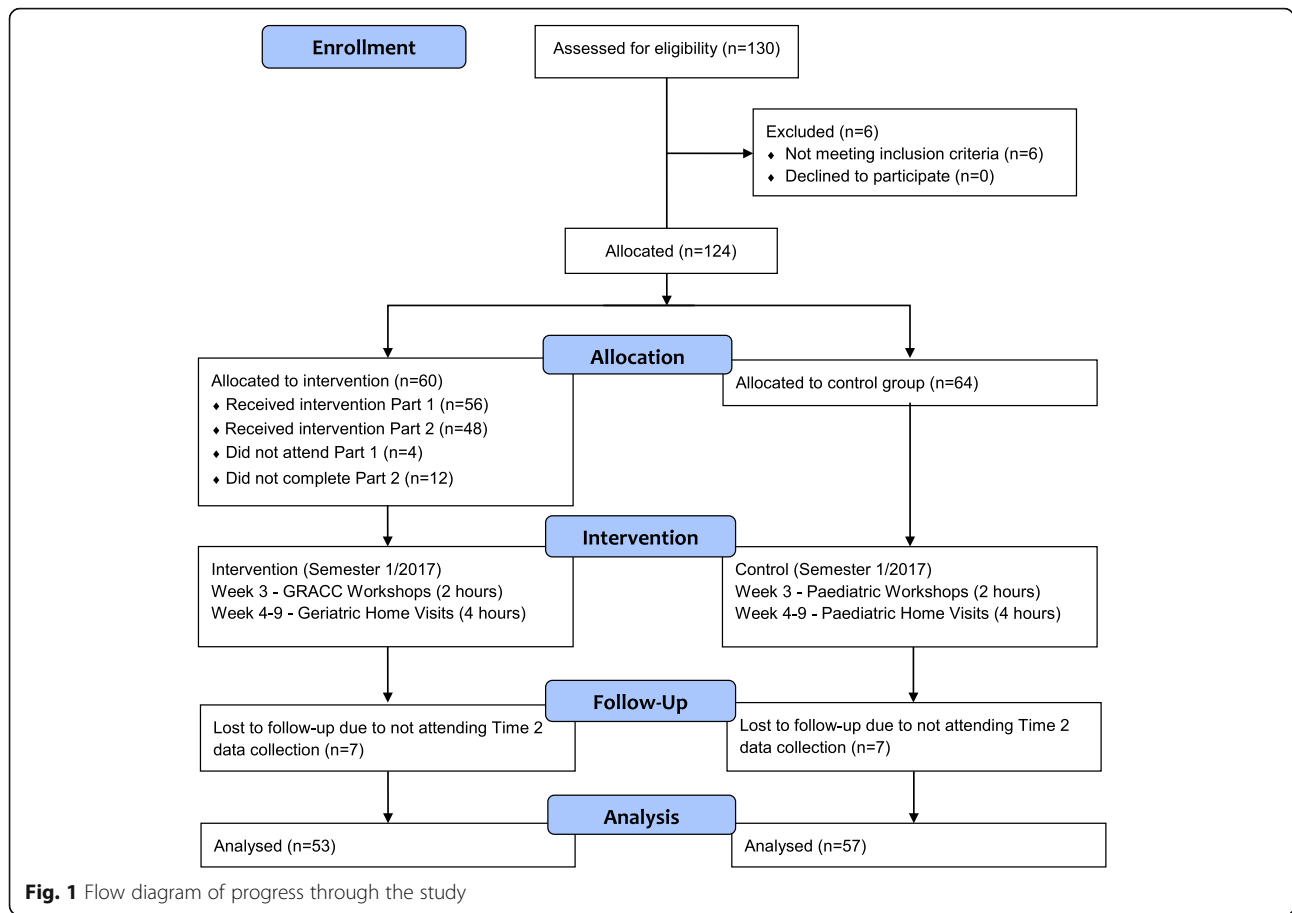 Enrollment
Assessed for eligibility (n=130)
Excluded (n=6)
♦ Not meeting inclusion criteria (n=6)
♦ Declined to participate (n=0)
Allocated (n=124)
Allocation
Allocated to intervention (n=60)
♦ Received intervention Part 1 (n=56)
♦ Received intervention Part 2 (n=48)
♦ Did not attend Part 1 (n=4)
♦ Did not complete Part 2 (n=12)
Allocated to control group (n=64)
Intervention
Intervention (Semester 1/2017)
Week 3 - GRACC Workshops (2 hours)
Week 4-9 - Geriatric Home Visits (4 hours)
Control (Semester 1/2017)
Week 3 - Paediatric Workshops (2 hours)
Week 4-9 - Paediatric Home Visits (4 hours)
Follow-Up
Lost to follow-up due to not attending Time 2
data collection (n=7)
Lost to follow-up due to not attending Time 2
data collection (n=7)
Analysis
Analysed (n=53)
Analysed (n=57)
Fig. 1 Flow diagram of progress through the study